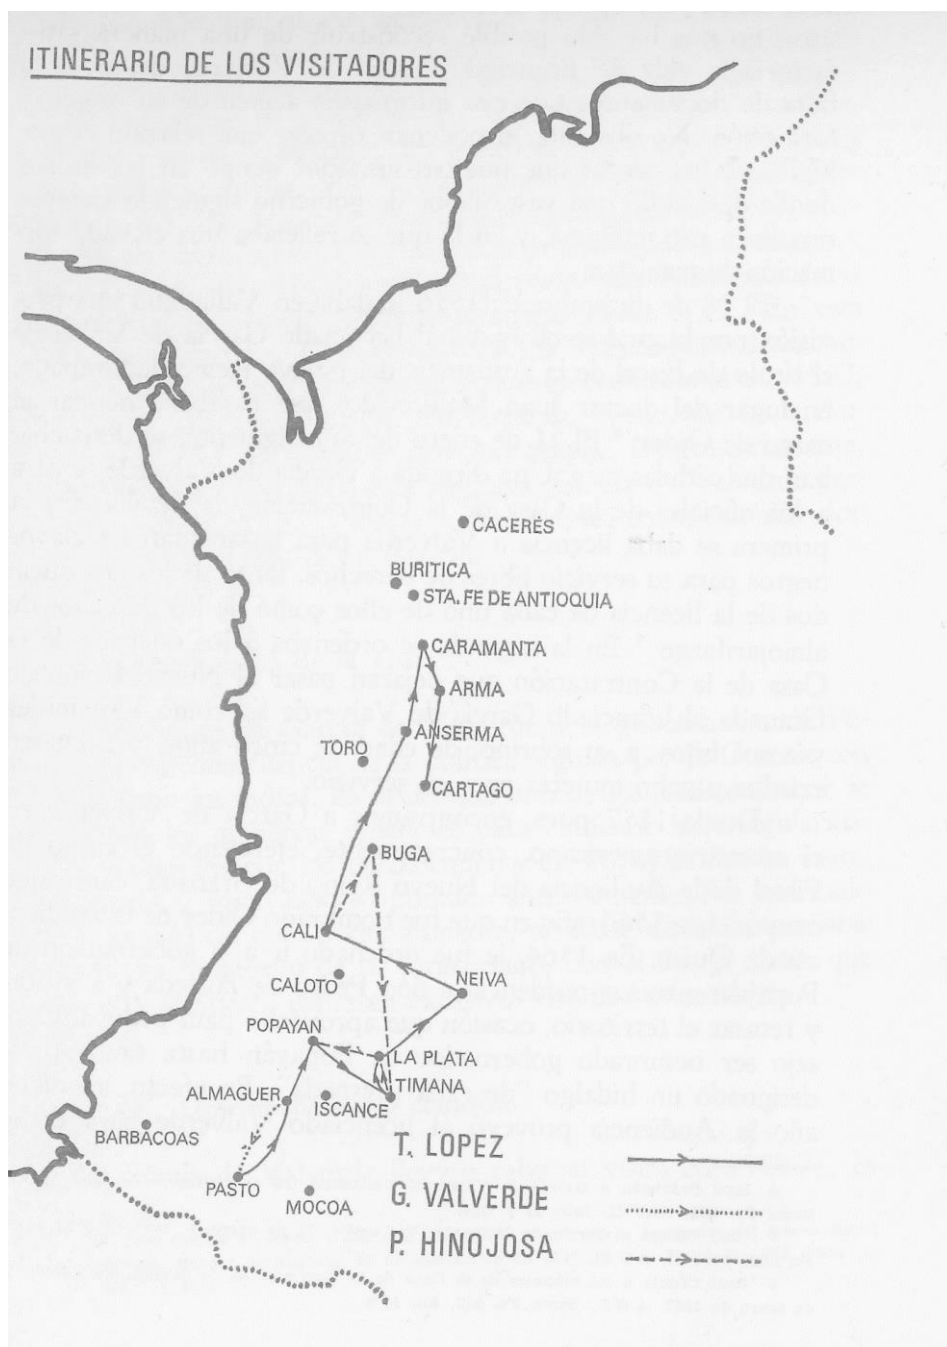 ITINERARIO DE LOS VISITADORES
CACERÉS
BURITICA
STA. FE DE ANTIOQUIA
CARAMANTA
ARMA
ANSERMA
TORO
CARTAGO
BUGA
CALI
NEIVA
CALOTO
POPAYAN
LA PLATA
TIMANA
ALMAGUER
ISCANCE
BARBACOAS
PASTO
MOCOA
T. LOPEZ
G. VALVERDE
P. HINOJOSA